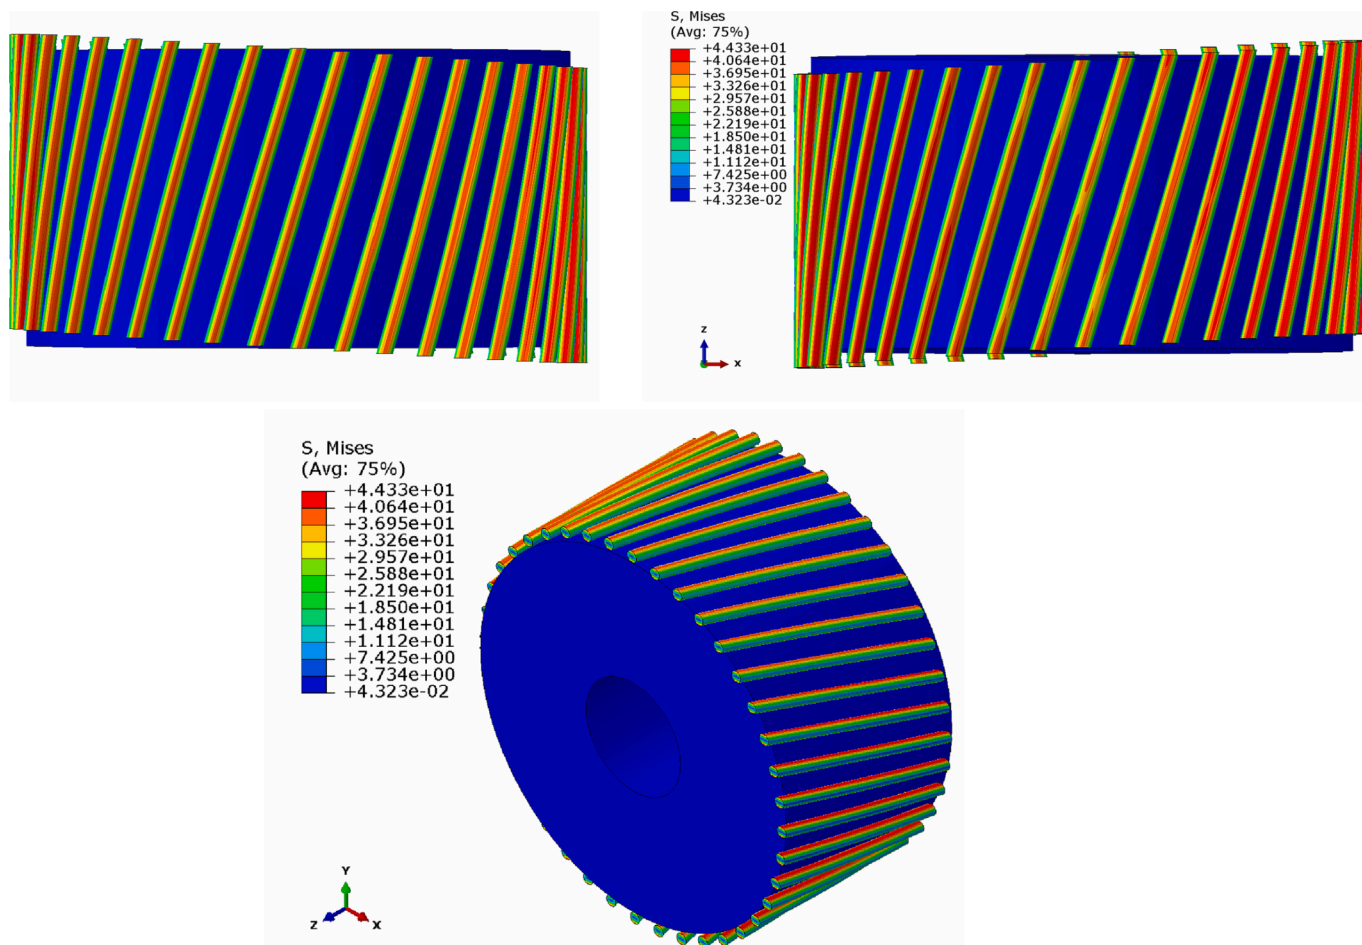 S, Mises
(Avg: 75%)
+4.433e+01
+4.064e+01
+3.695e+01
+3.326e+01
+2.957e+01
+2.588e+01
+2.219e+01
+1.850e+01
+1.481e+01
+1.112e+01
+7.425e+00
+3.734e+00
+4.323e-02
z
x
S, Mises
(Avg: 75%)
+4.433e+01
+4.064e+01
+3.695e+01
+3.326e+01
+2.957e+01
+2.588e+01
+2.219e+01
+1.850e+01
+1.481e+01
+1.112e+01
+7.425e+00
+3.734e+00
+4.323e-02
Y
Z
X